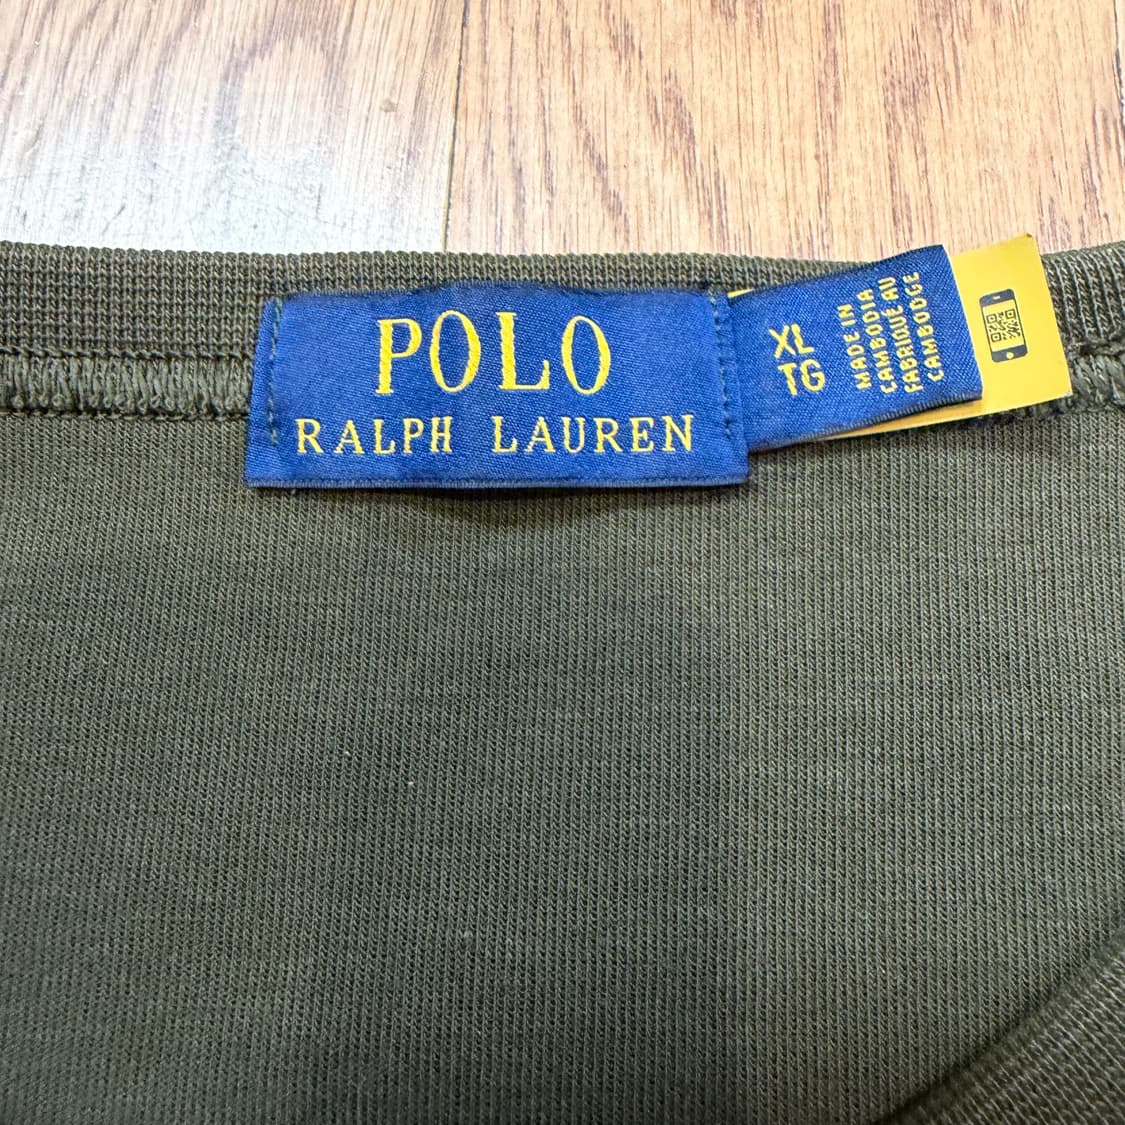 POLO
RALPH LAUREN
XL
TG
MADE IN
CAMBODIA
FABRIQUÉ AU
CAMBODGE